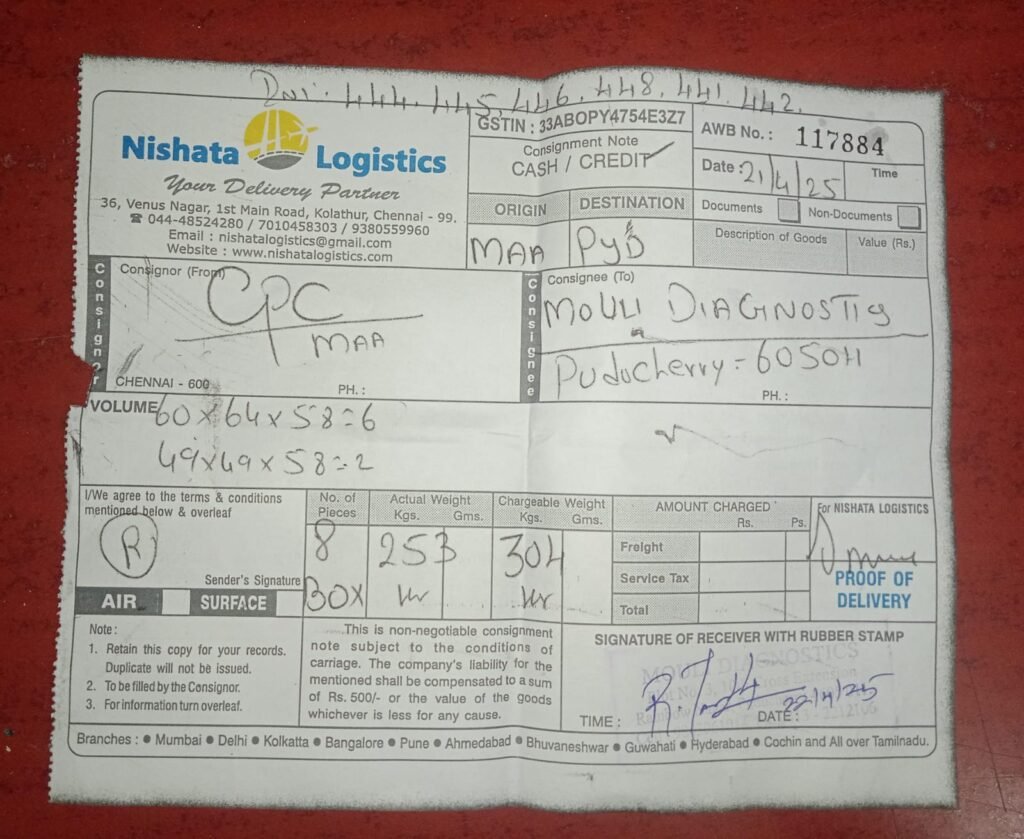 444. 445, 446, 448, 441, 442.
Nishata Logistics
Your Delivery Partner
36, Venus Nagar, 1st Main Road, Kolathur, Chennai - 99.
☎ 044-48524280 / 7010458303 / 9380559960
Email : nishatalogistics@gmail.com
Website : www.nishatalogistics.com
GSTIN : 33ABOPY4754E3Z7
Consignment Note
CASH / CREDIT
ORIGIN DESTINATION
MAA PYD
AWB No. : 117884
Date : 21/4/25 Time
Documents Non-Documents
Description of Goods Value (Rs.)
Consignor
Consignor (From)
CPC
MAA
CHENNAI - 600 PH. :
Consignee
Consignee (To)
MOULI DIAGNOSTICS
Puducherry - 605011
PH. :
VOLUME 60x64x58=6
49x49x58=2
I/We agree to the terms & conditions
mentioned below & overleaf
R
Sender's Signature
AIR SURFACE
No. of Pieces
8
BOX
Actual Weight
Kgs. Gms.
253
Chargeable Weight
Kgs. Gms.
304
AMOUNT CHARGED
Rs. Ps.
Freight
Service Tax
Total
For NISHATA LOGISTICS
PROOF OF
DELIVERY
Note :
1. Retain this copy for your records.
Duplicate will not be issued.
2. To be filled by the Consignor.
3. For information turn overleaf.
This is non-negotiable consignment
note subject to the conditions of
carriage. The company's liability for the
mentioned shall be compensated to a sum
of Rs. 500/- or the value of the goods
whichever is less for any cause.
SIGNATURE OF RECEIVER WITH RUBBER STAMP
MOULI DIAGNOSTICS
22/4/25
TIME : DATE :
Branches : ● Mumbai ● Delhi ● Kolkatta ● Bangalore ● Pune ● Ahmedabad ● Bhuvaneshwar ● Guwahati ● Hyderabad ● Cochin and All over Tamilnadu.